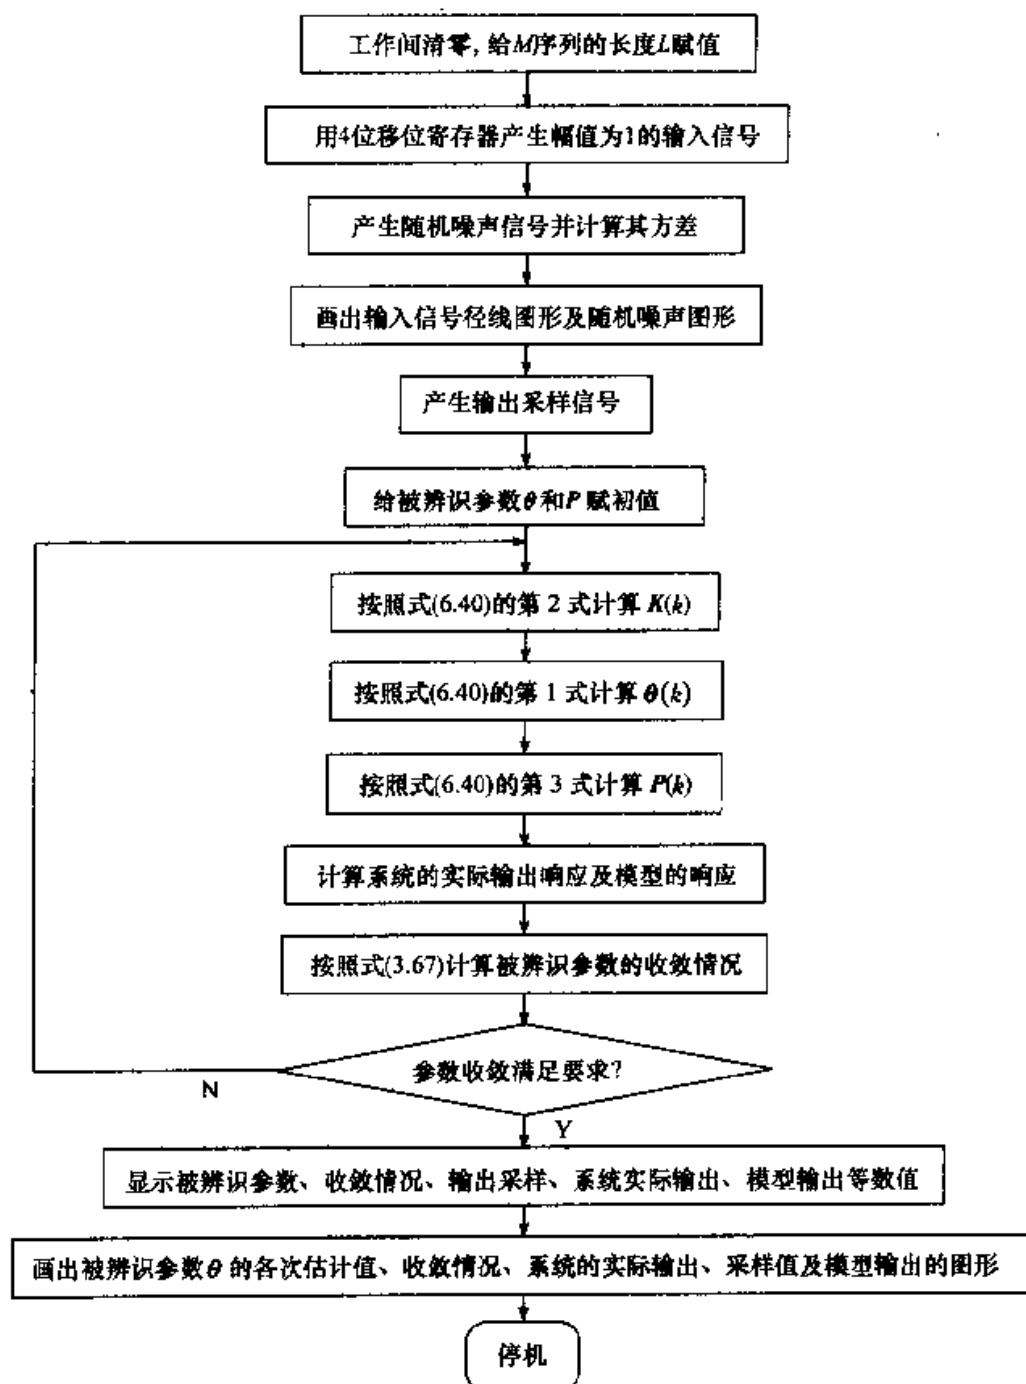 工作间清零, 给M序列的长度L赋值
用4位移位寄存器产生幅值为1的输入信号
产生随机噪声信号并计算其方差
画出输入信号径线图形及随机噪声图形
产生输出采样信号
给被辨识参数θ和P 赋初值
按照式(6.40)的第 2 式计算 K(k)
按照式(6.40)的第 1 式计算 θ(k)
按照式(6.40)的第 3 式计算 P(k)
计算系统的实际输出响应及模型的响应
按照式(3.67)计算被辨识参数的收敛情况
参数收敛满足要求?
N
Y
显示被辨识参数、收敛情况、输出采样、系统实际输出、模型输出等数值
画出被辨识参数θ 的各次估计值、收敛情况、系统的实际输出、采样值及模型输出的图形
停机